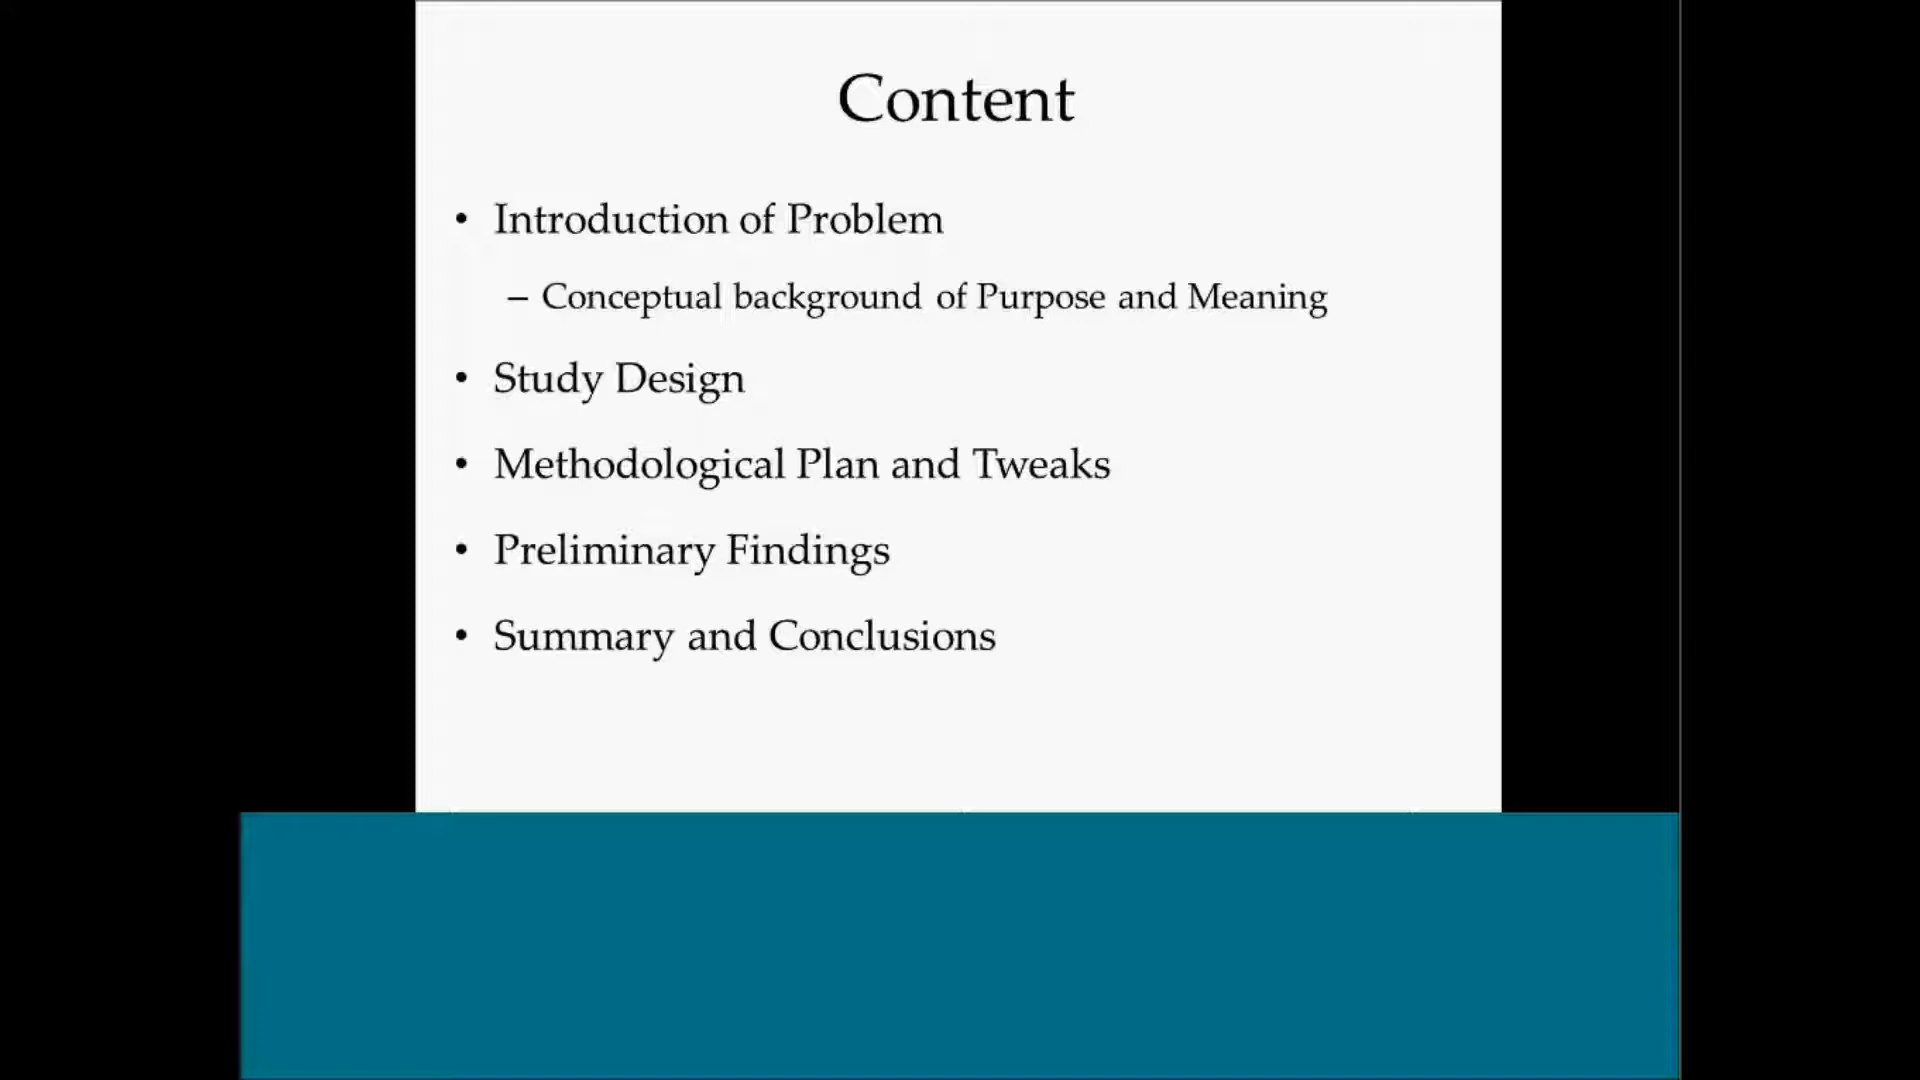 Content
• Introduction of Problem
– Conceptual background of Purpose and Meaning
• Study Design
• Methodological Plan and Tweaks
• Preliminary Findings
• Summary and Conclusions